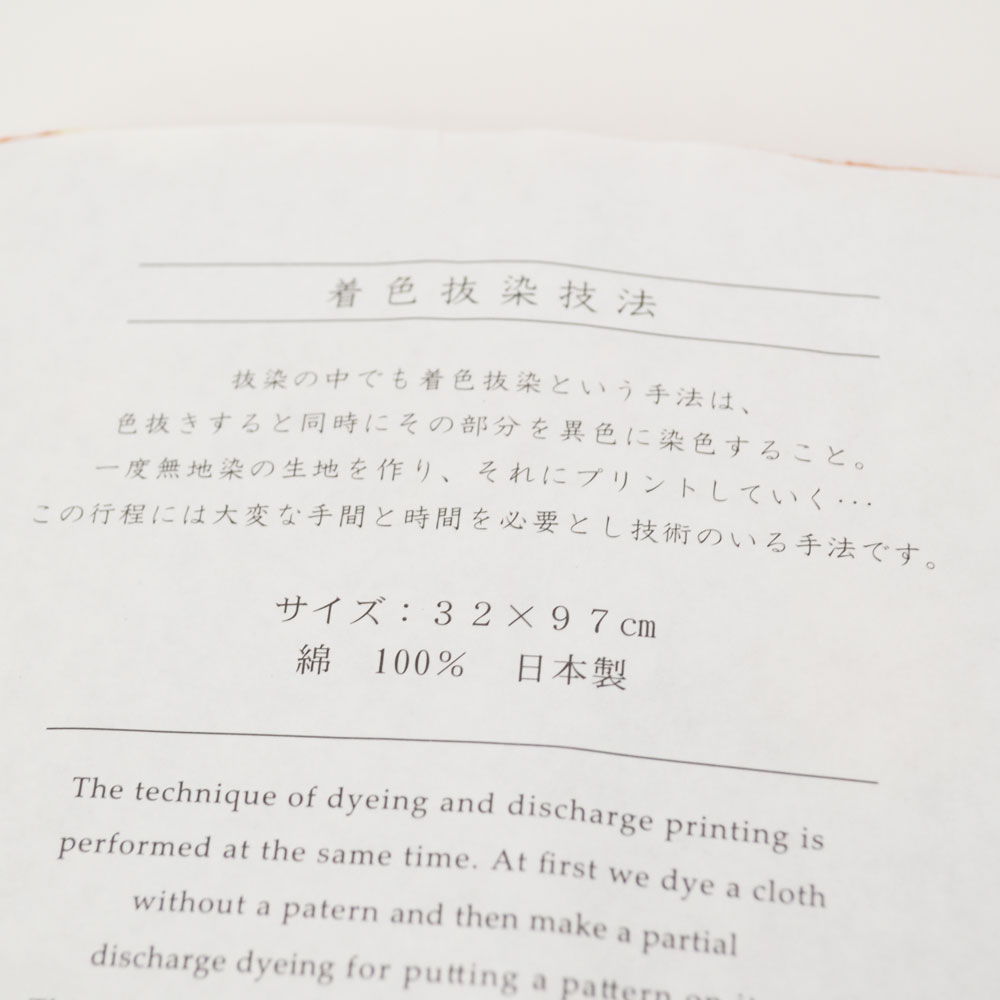 着色抜染技法
抜染の中でも着色抜染という手法は、
色抜きすると同時にその部分を異色に染色すること。
一度無地染の生地を作り、それにプリントしていく…
この行程には大変な手間と時間を必要とし技術のいる手法です。
サイズ：３２×９７cm
綿　100％　日本製
The technique of dyeing and discharge printing is
performed at the same time. At first we dye a cloth
without a patern and then make a partial
discharge dyeing for putting a pattern on